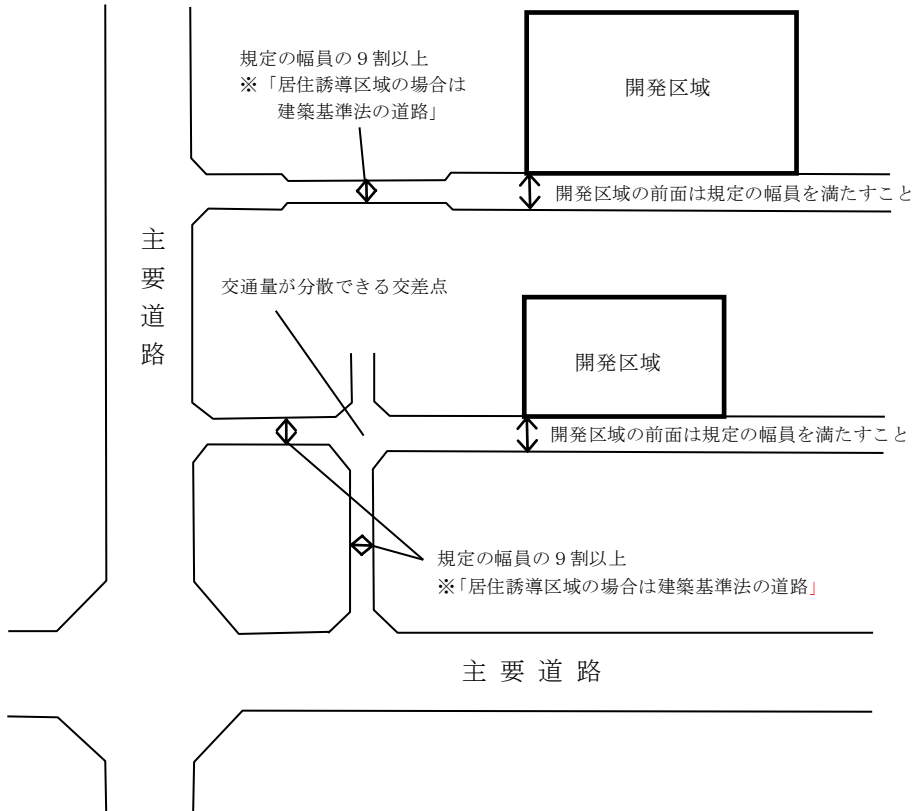 規定の幅員の９割以上
※「居住誘導区域の場合は
建築基準法の道路」
開発区域
開発区域の前面は規定の幅員を満たすこと
主要道路
交通量が分散できる交差点
開発区域
開発区域の前面は規定の幅員を満たすこと
規定の幅員の９割以上
※「居住誘導区域の場合は建築基準法の道路」
主要道路